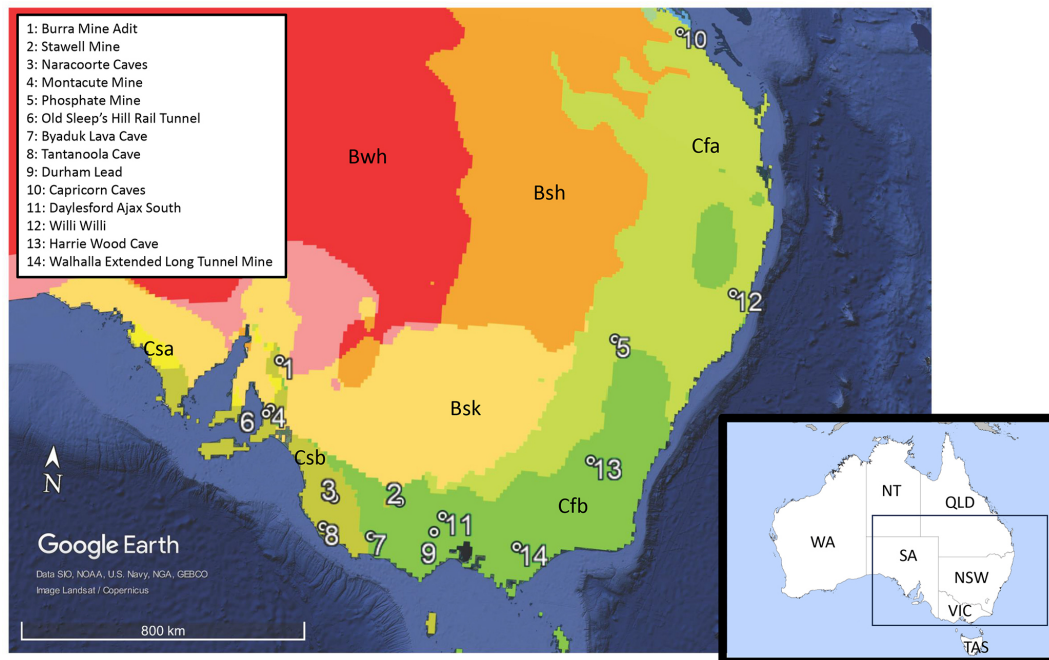 1: Burra Mine Adit
2: Stawell Mine
3: Naracoorte Caves
4: Montacute Mine
5: Phosphate Mine
6: Old Sleep's Hill Rail Tunnel
7: Byaduk Lava Cave
8: Tantanoola Cave
9: Durham Lead
10: Capricorn Caves
11: Daylesford Ajax South
12: Willi Willi
13: Harrie Wood Cave
14: Walhalla Extended Long Tunnel Mine
10
Bwh
Cfa
Bsh
12
5
Csa
1
6
4
Bsk
Csb
13
3
2
Cfb
11
8
7
9
14
N
Google Earth
Data SIO, NOAA, U.S. Navy, NGA, GEBCO
Image Landsat / Copernicus
800 km
NT
QLD
WA
SA
NSW
VIC
TAS